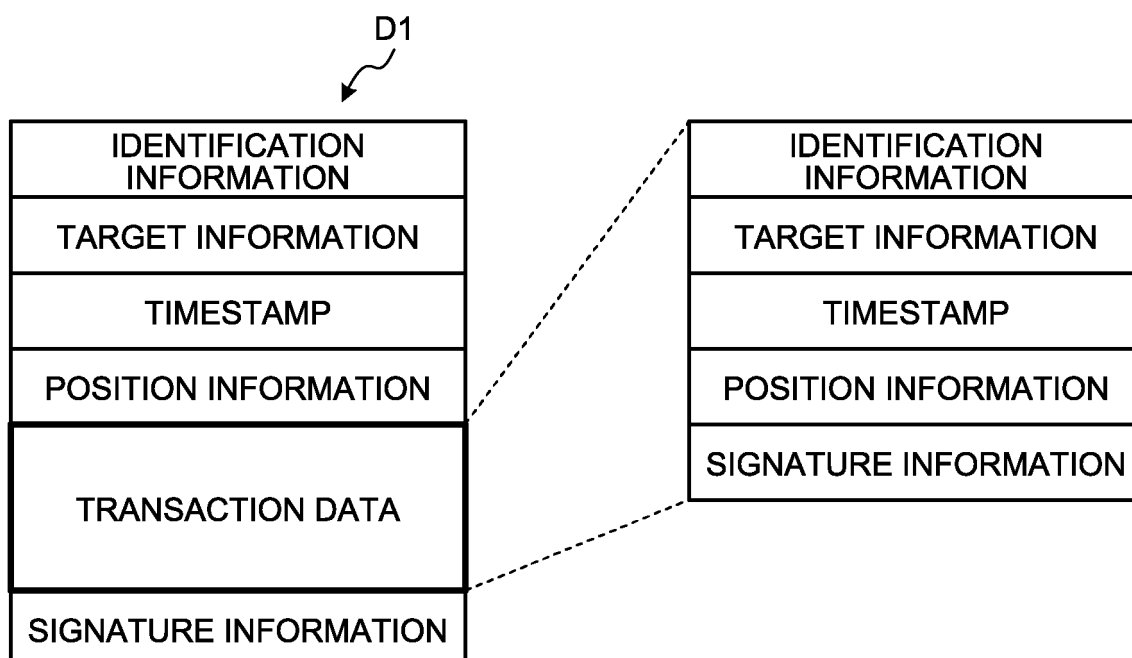 D1
IDENTIFICATION
INFORMATION
TARGET INFORMATION
TIMESTAMP
POSITION INFORMATION
TRANSACTION DATA
SIGNATURE INFORMATION
IDENTIFICATION
INFORMATION
TARGET INFORMATION
TIMESTAMP
POSITION INFORMATION
SIGNATURE INFORMATION